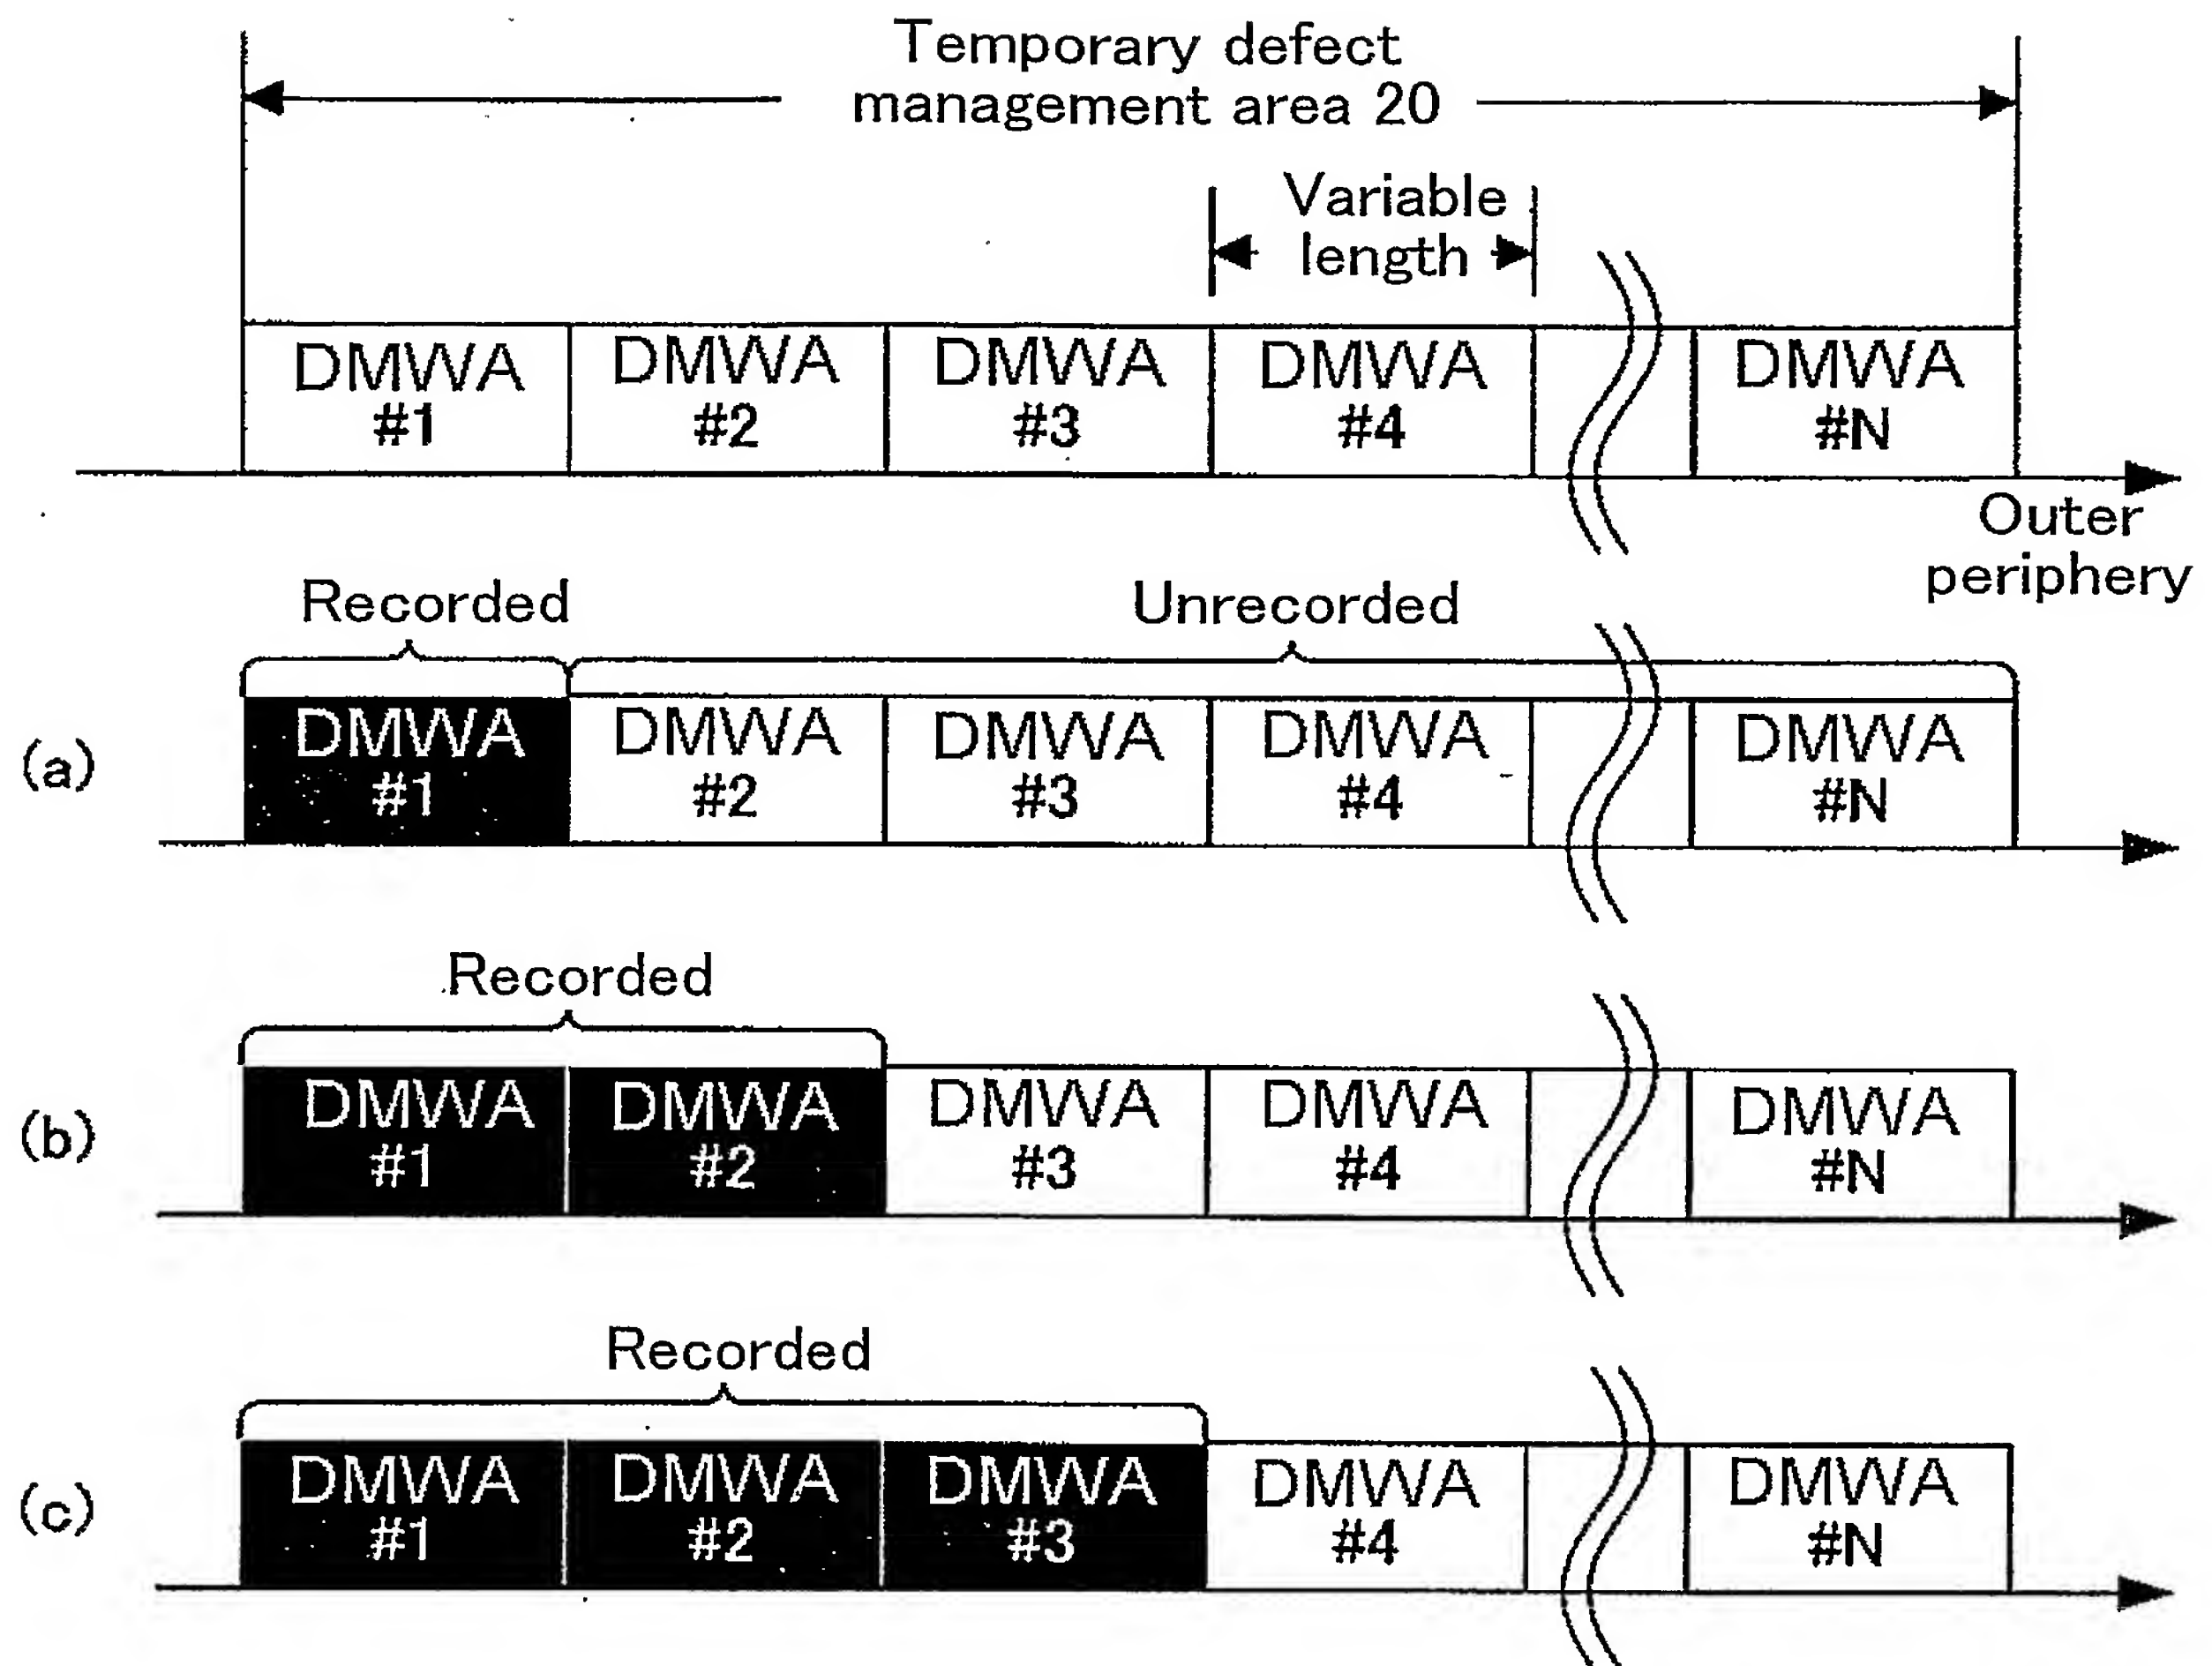 Temporary defect
management area 20
Variable
length
DMWA DMWA DMWA DMWA DMWA
#1 #2 #3 #4 #N
Outer
periphery
Recorded Unrecorded
(a)
DMWA DMWA DMWA DMWA DMWA
#1 #2 #3 #4 #N
Recorded
(b)
DMWA DMWA DMWA DMWA DMWA
#1 #2 #3 #4 #N
Recorded
(c)
DMWA DMWA DMWA DMWA DMWA
#1 #2 #3 #4 #N